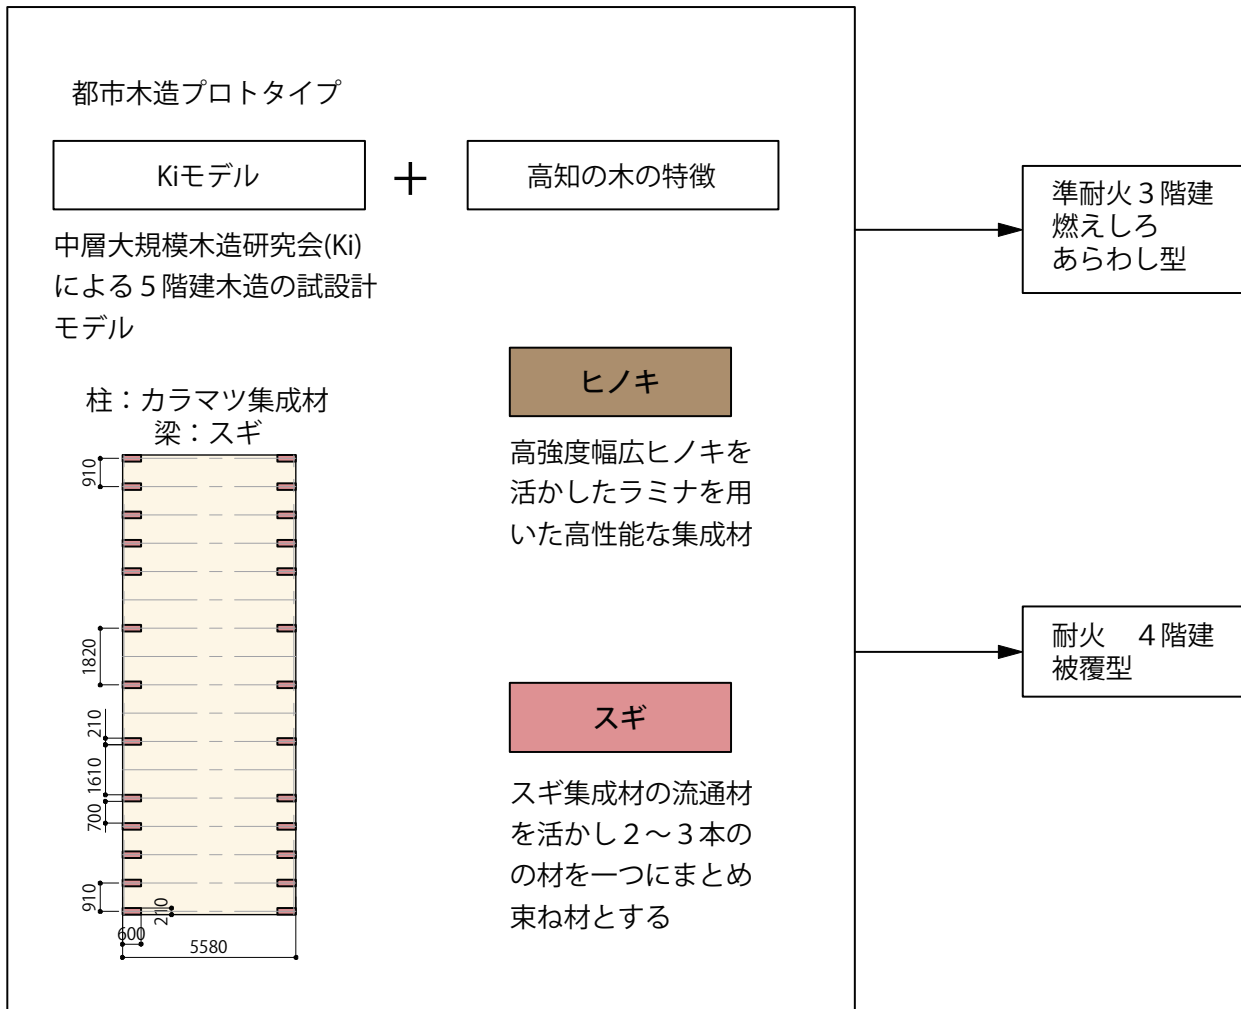 都市木造プロトタイプ
Kiモデル
＋
高知の木の特徴
中層大規模木造研究会(Ki)
による５階建木造の試設計
モデル
柱：カラマツ集成材
梁：スギ
910
1820
210
1610
700
910
210
600
5580
ヒノキ
高強度幅広ヒノキを
活かしたラミナを用
いた高性能な集成材
スギ
スギ集成材の流通材
を活かし２〜３本の
の材を一つにまとめ
束ね材とする
準耐火３階建
燃えしろ
あらわし型
耐火　４階建
被覆型